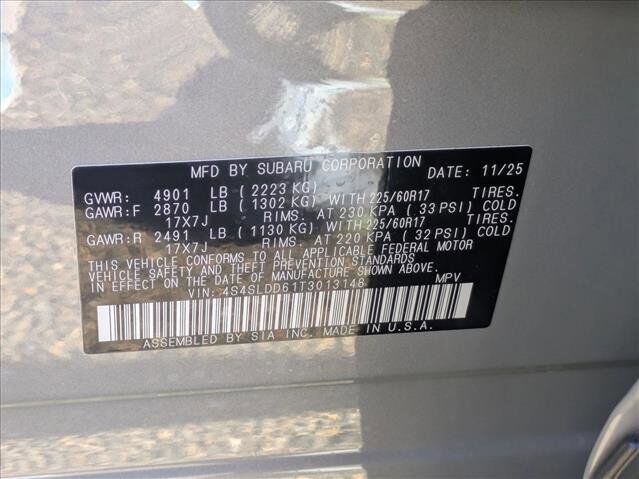 MFD BY SUBARU CORPORATION DATE: 11/25
GVWR: 4901 LB ( 2223 KG)
GAWR:F 2870 LB ( 1302 KG) WITH 225/60R17 TIRES.
17X7J RIMS. AT 230 KPA ( 33 PSI) COLD
GAWR:R 2491 LB ( 1130 KG) WITH 225/60R17 TIRES.
17X7J RIMS. AT 220 KPA ( 32 PSI) COLD
THIS VEHICLE CONFORMS TO ALL APPLICABLE FEDERAL MOTOR
VEHICLE SAFETY AND THEFT PREVENTION STANDARDS
IN EFFECT ON THE DATE OF MANUFACTURE SHOWN ABOVE.
VIN: 4S4SLDD61T3013148 MPV
ASSEMBLED BY SIA INC. MADE IN U.S.A.